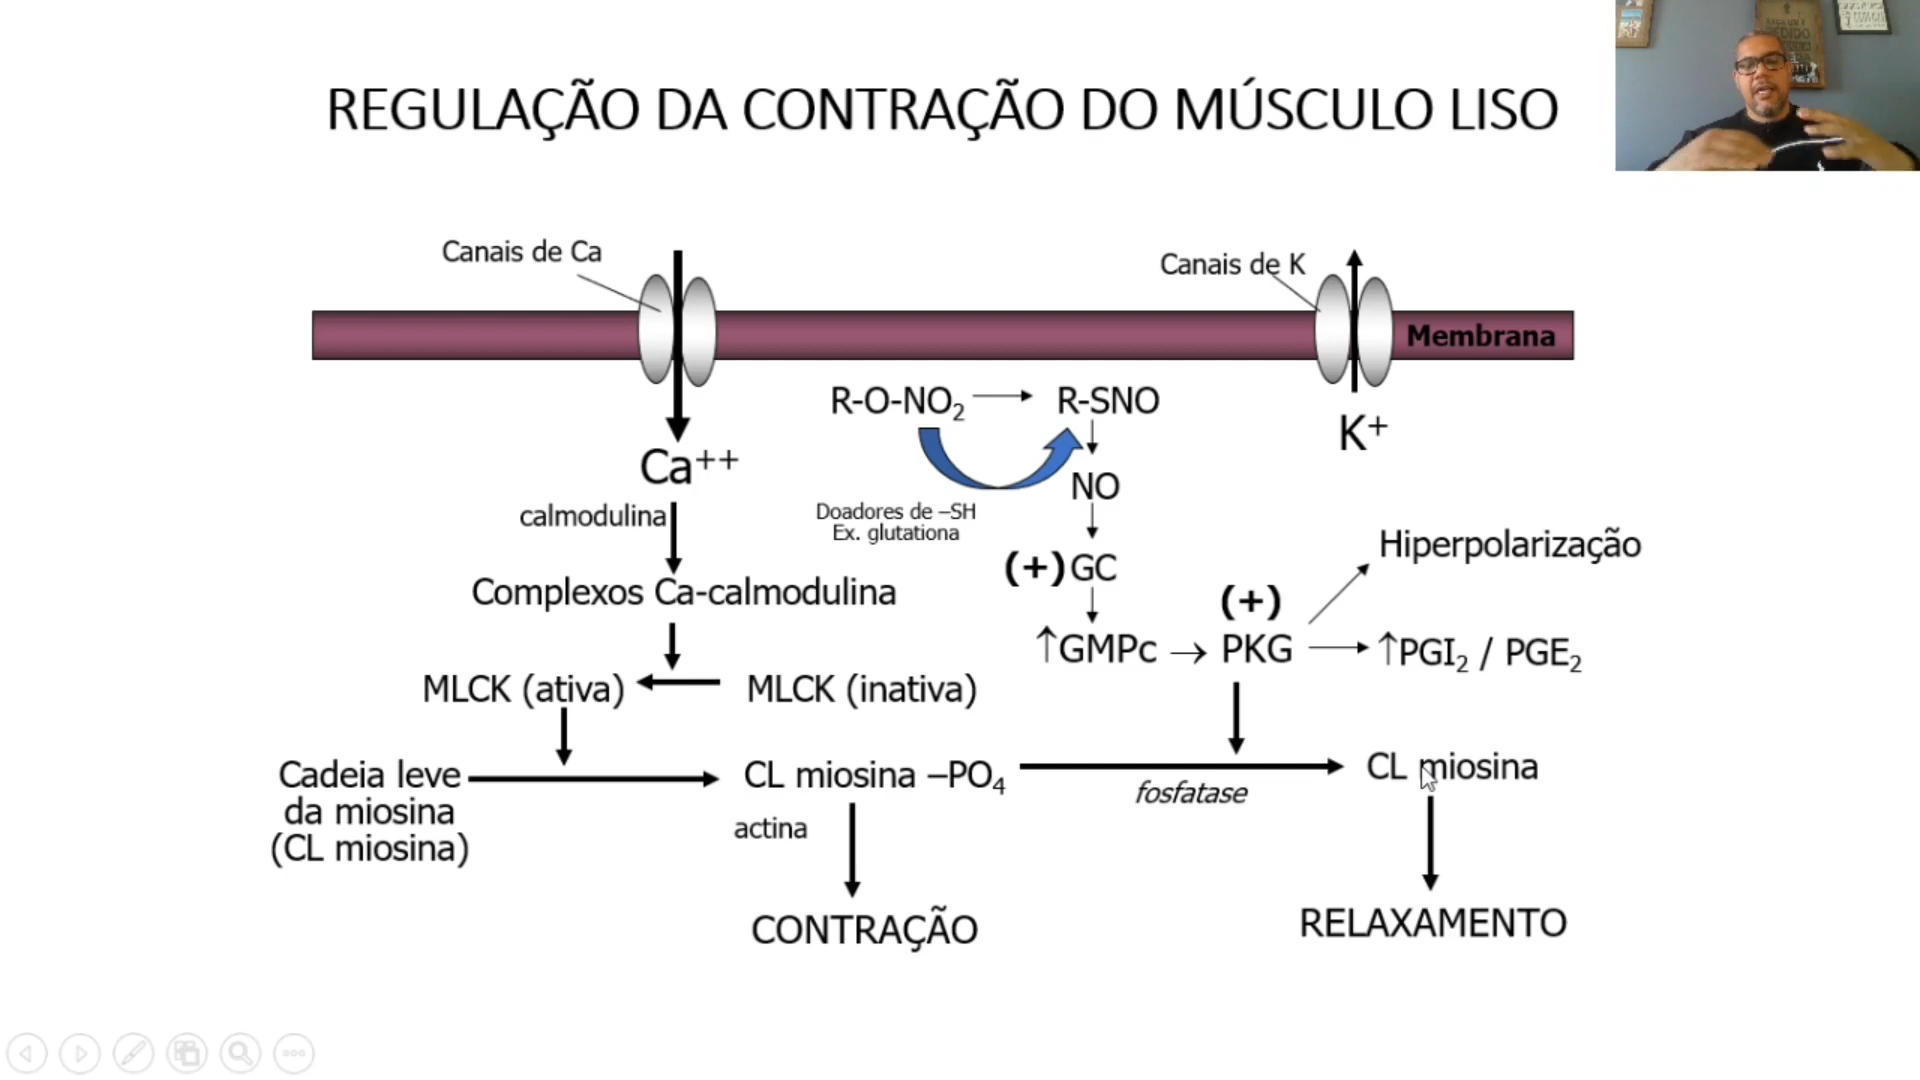 REGULAÇÃO DA CONTRAÇÃO DO MÚSCULO LISO
Canais de Ca
Canais de K
Membrana
R-O-NO₂
R-SNO
K⁺
Ca⁺⁺
NO
calmodulina
Doadores de –SH
Ex. glutationa
Hiperpolarização
(+) GC
(+)
Complexos Ca-calmodulina
↑GMPc → PKG
↑PGI₂ / PGE₂
MLCK (ativa)
MLCK (inativa)
Cadeia leve
da miosina
(CL miosina)
CL miosina –PO₄
fosfatase
CL miosina
actina
CONTRAÇÃO
RELAXAMENTO